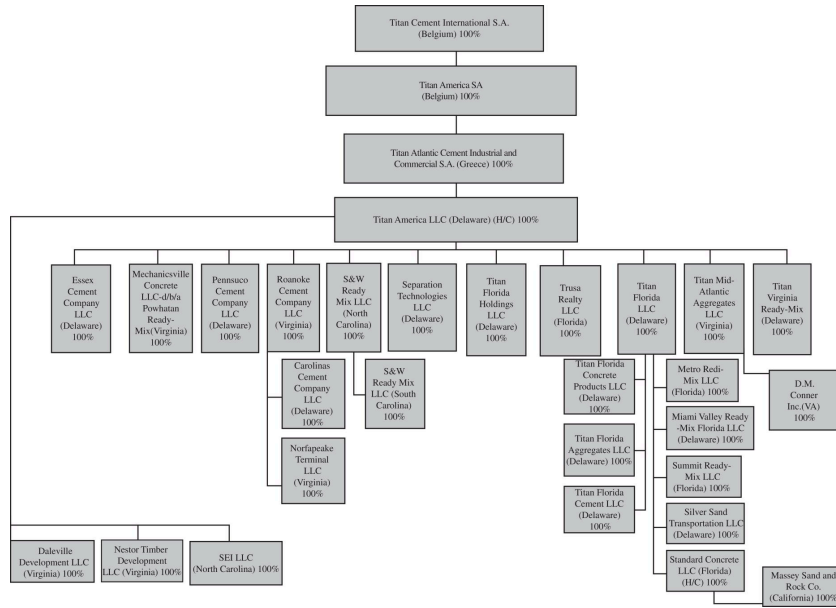 Titan Cement International S.A.
(Belgium) 100%
Titan America SA
(Belgium) 100%
Titan Atlantic Cement Industrial and
Commercial S.A. (Greece) 100%
Titan America LLC (Delaware) (H/C) 100%
Essex
Cement
Company
LLC
(Delaware)
100%
Mechanicsville
Concrete
LLC-d/b/a
Powhatan
Ready-
Mix(Virginia)
100%
Pennsuco
Cement
Company
LLC
(Delaware)
100%
Roanoke
Cement
Company
LLC
(Virginia)
100%
S&W
Ready
Mix LLC
(North
Carolina)
100%
Separation
Technologies
LLC
(Delaware)
100%
Titan
Florida
Holdings LLC
(Delaware)
100%
Trusa
Realty
LLC
(Florida)
100%
Titan
Florida
LLC
(Delaware)
100%
Titan Mid-
Atlantic
Aggregates
LLC
(Virginia)
100%
Titan
Virginia
Ready-Mix
(Delaware)
100%
Carolinas
Cement
Company
LLC
(Delaware)
100%
S&W
Ready Mix
LLC (South
Carolina)
100%
Norfapeake
Terminal
LLC
(Virginia)
100%
Titan Florida
Concrete
Products LLC
(Delaware)
100%
Titan Florida
Aggregates LLC
(Delaware) 100%
Titan Florida
Cement LLC
(Delaware)
100%
Metro Redi-
Mix LLC
(Florida) 100%
Miami Valley Ready
-Mix Florida LLC
(Delaware) 100%
Summit Ready-
Mix LLC
(Florida) 100%
Silver Sand
Transportation LLC
(Delaware) 100%
Standard Concrete
LLC (Florida)
(H/C) 100%
D.M.
Conner
Inc.(VA)
100%
Massey Sand and
Rock Co.
(California) 100%
Daleville
Development LLC
(Virginia) 100%
Nestor Timber
Development
LLC (Virginia) 100%
SEI LLC
(North Carolina) 100%